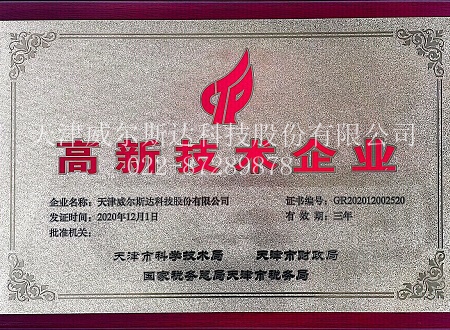 天津威尔斯达科技股份有限公司
高新技术企业
企业名称：天津威尔斯达科技股份有限公司 证书编号：GR202012002520
发证时间：2020年12月1日 有效期：三年
批准机关：
天津市科学技术局 天津市财政局
国家税务总局天津市税务局